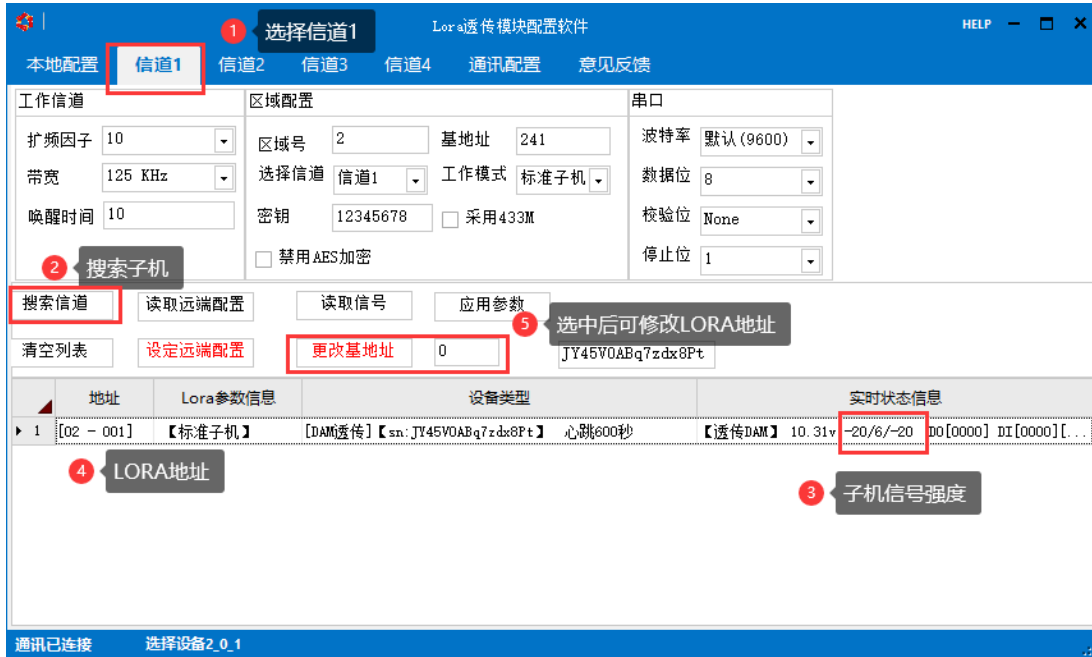 1 选择信道1 Lora透传模块配置软件 HELP
本地配置 信道1 信道2 信道3 信道4 通讯配置 意见反馈
工作信道 区域配置 串口
扩频因子 10 区域号 2 基地址 241 波特率 默认(9600)
带宽 125 KHz 选择信道 信道1 工作模式 标准子机 数据位 8
唤醒时间 10 密钥 12345678 采用433M 校验位 None
禁用AES加密 停止位 1
2 搜索子机
搜索信道 读取远端配置 读取信号 应用参数
5 选中后可修改LORA地址
清空列表 设定远端配置 更改基地址 0 JY45V0ABq7zdx8Pt
地址 Lora参数信息 设备类型 实时状态信息
1 [02 - 001] 【标准子机】 [DAM透传]【sn:JY45V0ABq7zdx8Pt】 心跳600秒 【透传DAM】 10.31v -20/6/-20 DO[0000] DI[0000][...
4 LORA地址
3 子机信号强度
通讯已连接 选择设备2_0_1